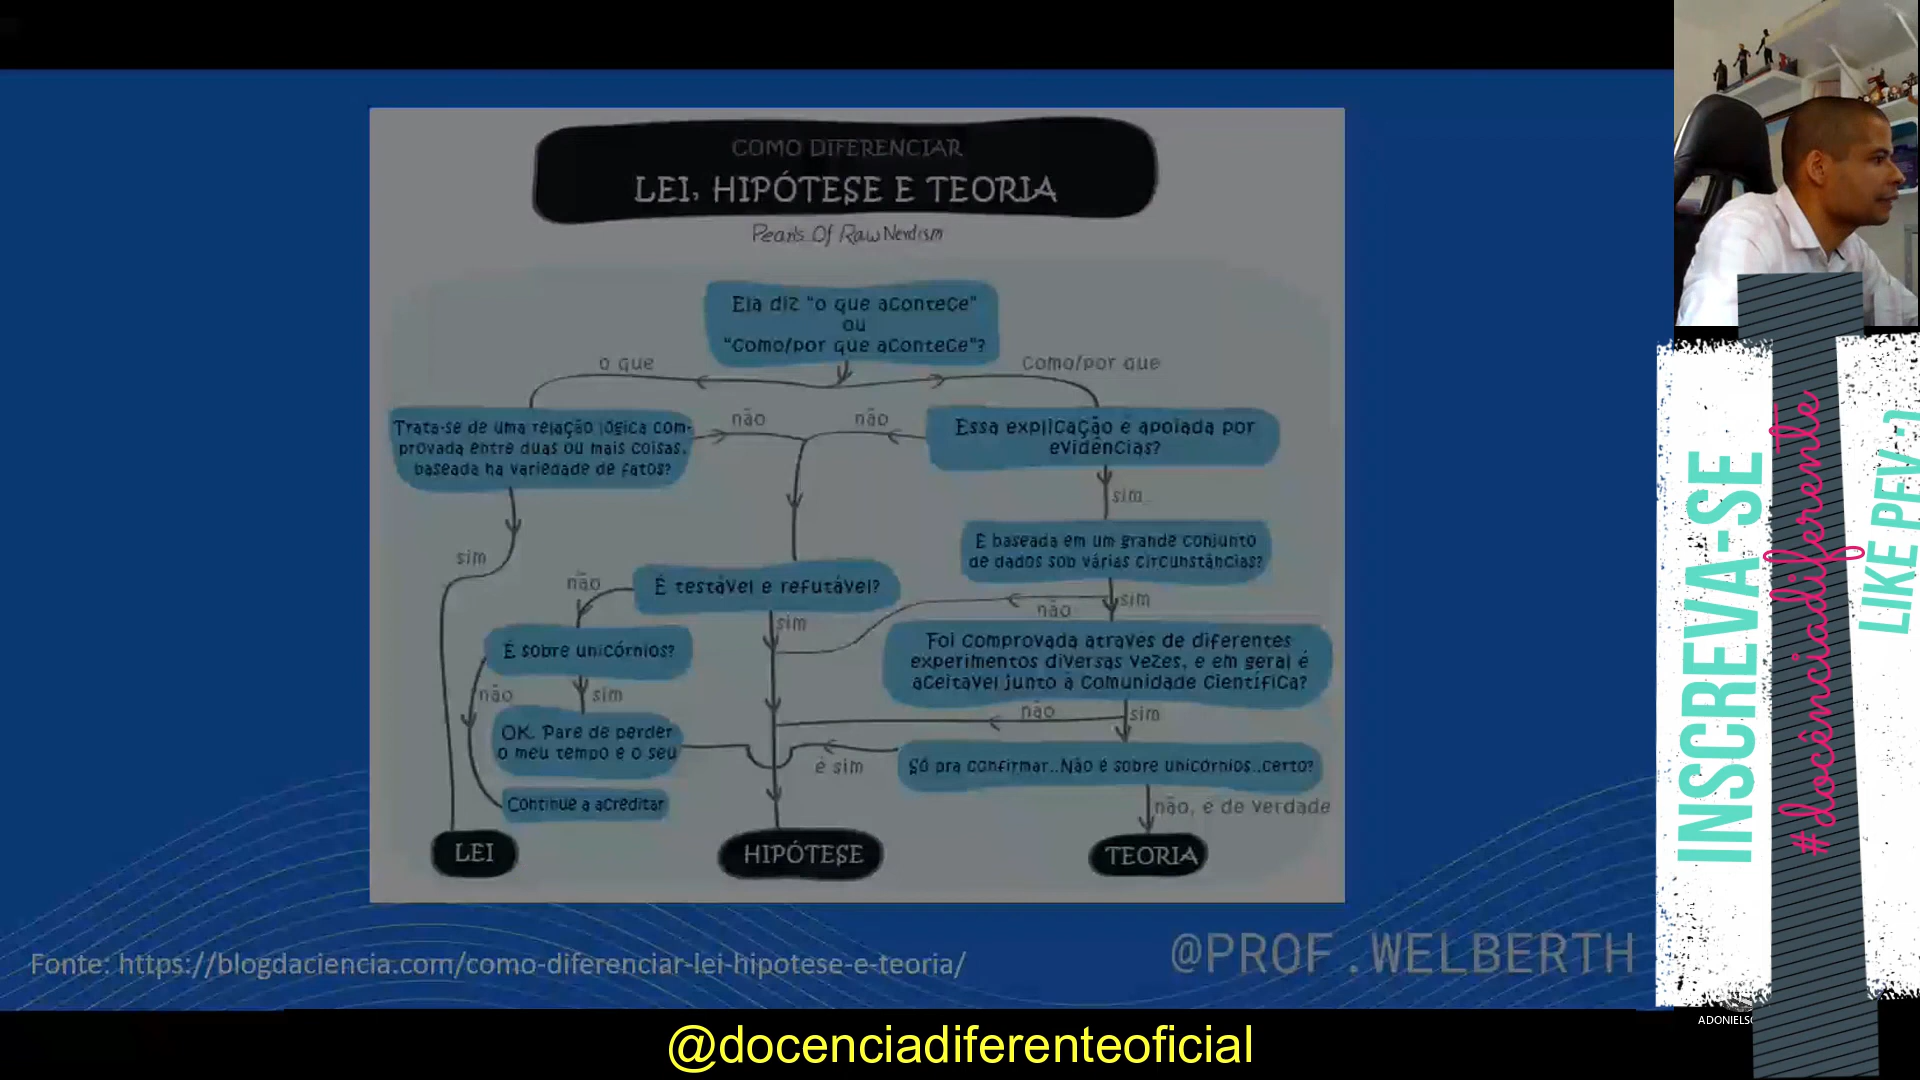 COMO DIFERENCIAR
LEI, HIPÓTESE E TEORIA
Pearls Of Raw Nerdism
Ela diz "o que acontece"
ou
"Como/por que acontece"?
o que
Como/por que
Trata-se de uma relação lógica com-
provada entre duas ou mais coisas,
baseada na variedade de fatos?
não
não
Essa explicação é apoiada por
evidências?
sim
sim
É baseada em um grande conjunto
de dados sob várias circunstâncias?
não
É testável e refutável?
não
sim
sim
É sobre unicórnios?
Foi comprovada através de diferentes
experimentos diversas vezes, e em geral é
aceitável junto à comunidade científica?
não
sim
não
sim
OK. Pare de perder
o meu tempo e o seu
é sim
Só pra confirmar..Não é sobre unicórnios..certo?
Continue a acreditar
não, é de verdade
LEI
HIPÓTESE
TEORIA
Fonte: https://blogdaciencia.com/como-diferenciar-lei-hipotese-e-teoria/
@PROF.WELBERTH
@docenciadiferenteoficial
INSCREVA-SE
#docênciadiferente
LIKE PFV :)